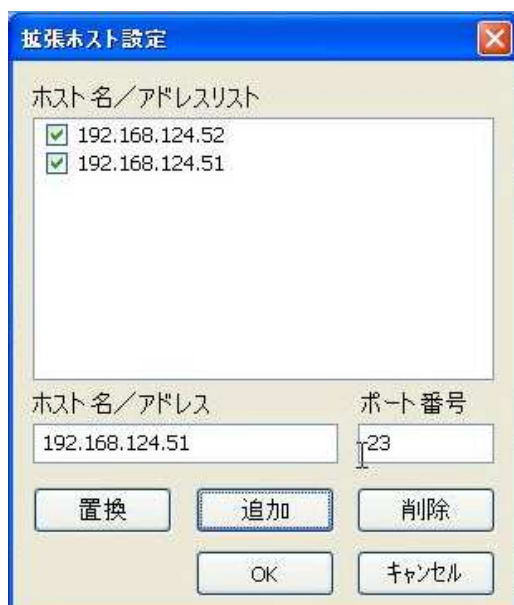 拡張ホスト設定
ホスト名/アドレスリスト
192.168.124.52
192.168.124.51
ホスト名/アドレス ポート番号
192.168.124.51 23
置換 追加 削除
OK キャンセル